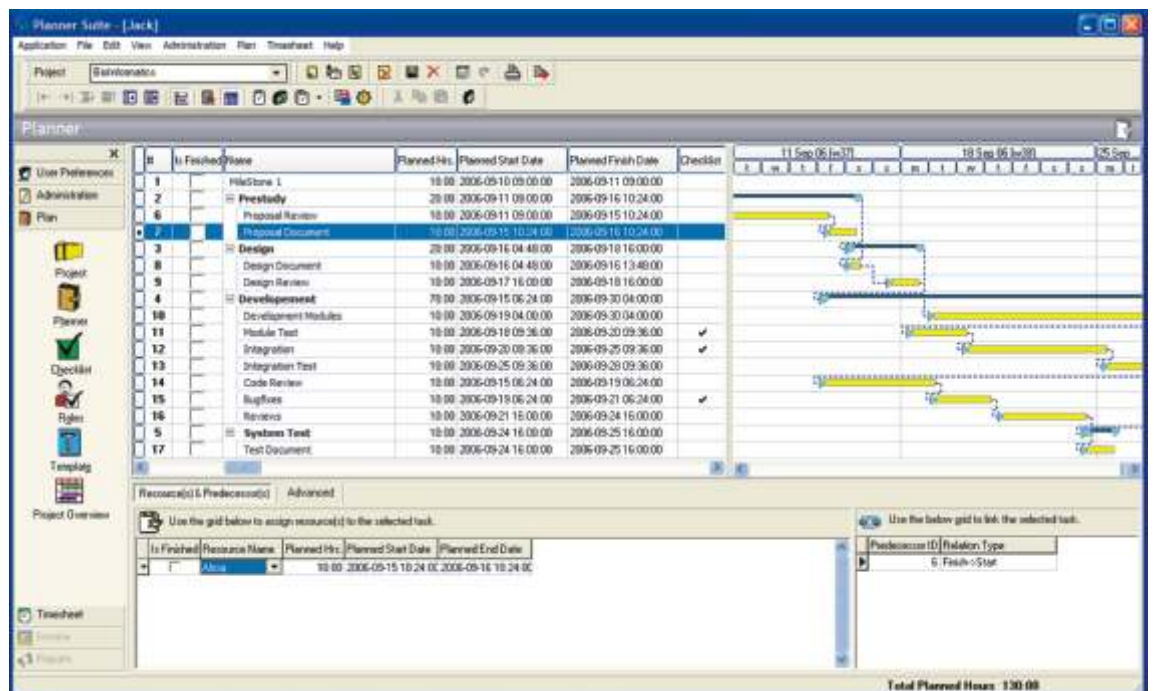 Planner Suite - [Jack]
Application File Edit View Administration Plan Timesheet Help
Project Bioinformatics
Planner
User Preferences
Administration
Plan
Project
Planner
Checklist
Roles
Template
Project Overview
Timesheet
# Is Finished Name Planned Hrs. Planned Start Date Planned Finish Date Checklist
1 MileStone 1 10:00 2006-09-10 09:00:00 2006-09-11 09:00:00
2 Prestudy 20:00 2006-09-11 09:00:00 2006-09-16 10:24:00
6 Proposal Review 10:00 2006-09-11 09:00:00 2006-09-15 10:24:00
7 Proposal Document 10:00 2006-09-15 10:24:00 2006-09-16 10:24:00
3 Design 20:00 2006-09-16 04:48:00 2006-09-18 16:00:00
8 Design Document 10:00 2006-09-16 04:48:00 2006-09-16 13:48:00
9 Design Review 10:00 2006-09-17 16:00:00 2006-09-18 16:00:00
4 Developement 70:00 2006-09-15 06:24:00 2006-09-30 04:00:00
10 Development Modules 10:00 2006-09-19 04:00:00 2006-09-30 04:00:00
11 Module Test 10:00 2006-09-18 09:36:00 2006-09-20 09:36:00
12 Integration 10:00 2006-09-20 09:36:00 2006-09-25 09:36:00
13 Integration Test 10:00 2006-09-25 09:36:00 2006-09-28 09:36:00
14 Code Review 10:00 2006-09-15 06:24:00 2006-09-19 06:24:00
15 Bugfixes 10:00 2006-09-19 06:24:00 2006-09-21 06:24:00
16 Reviews 10:00 2006-09-21 16:00:00 2006-09-24 16:00:00
5 System Test 10:00 2006-09-24 16:00:00 2006-09-25 16:00:00
17 Test Document 10:00 2006-09-24 16:00:00 2006-09-25 16:00:00
11 Sep 06 [w37] 18 Sep 06 [w38] 25 Sep
t w t f s s m t w t f s s m t
Resource(s) & Predecessor(s) Advanced
Use the grid below to assign resource(s) to the selected task.
Is Finished Resource Name Planned Hrs. Planned Start Date Planned End Date
10:00 2006-09-15 10:24:0 2006-09-16 10:24:0
Use the below grid to link the selected task.
Predecessor ID Relation Type
6 Finish->Start
Total Planned Hours 130:00